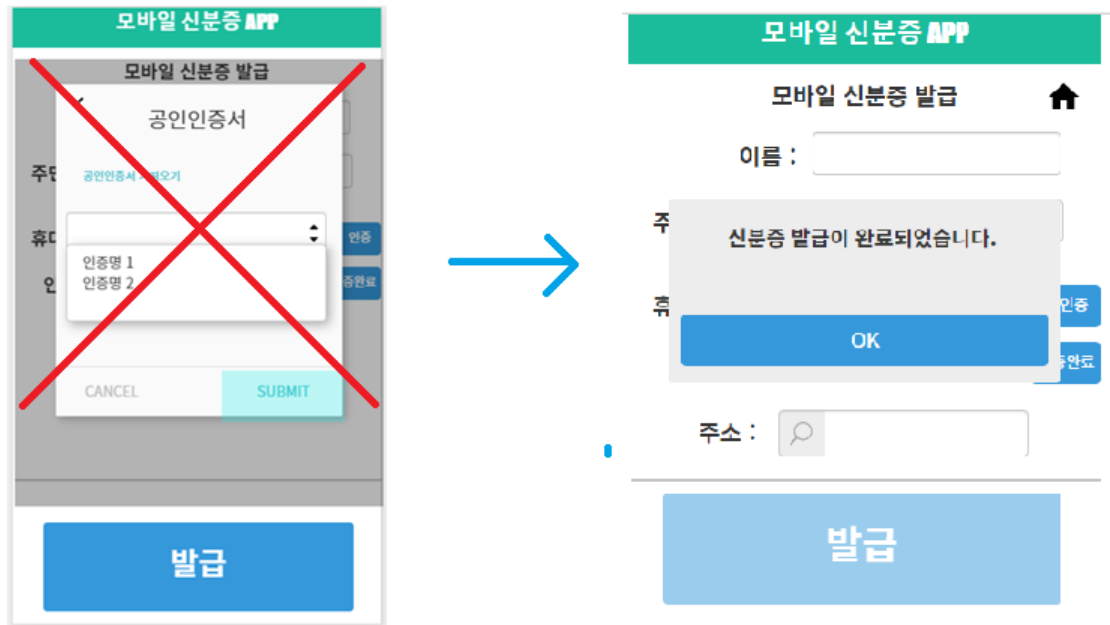 모바일 신분증 APP
모바일 신분증 발급
공인인증서
공인인증서
인증
인증명 1
인증명 2
CANCEL
SUBMIT
발급
모바일 신분증 APP
모바일 신분증 발급
이름 :
신분증 발급이 완료되었습니다.
OK
주소 :
발급